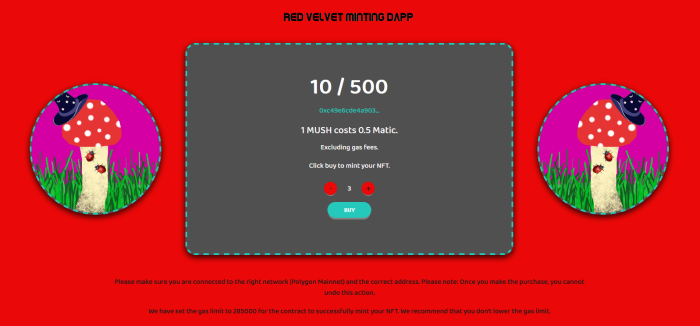 RED VELVET MINTING DAPP
10 / 500
0xc49e6cde4a903...
1 MUSH costs 0.5 Matic.
Excluding gas fees.
Click buy to mint your NFT.
- 3 +
BUY
Please make sure you are connected to the right network (Polygon Mainnet) and the correct address. Please note: Once you make the purchase, you cannot
undo this action.
We have set the gas limit to 285000 for the contract to successfully mint your NFT. We recommend that you don't lower the gas limit.